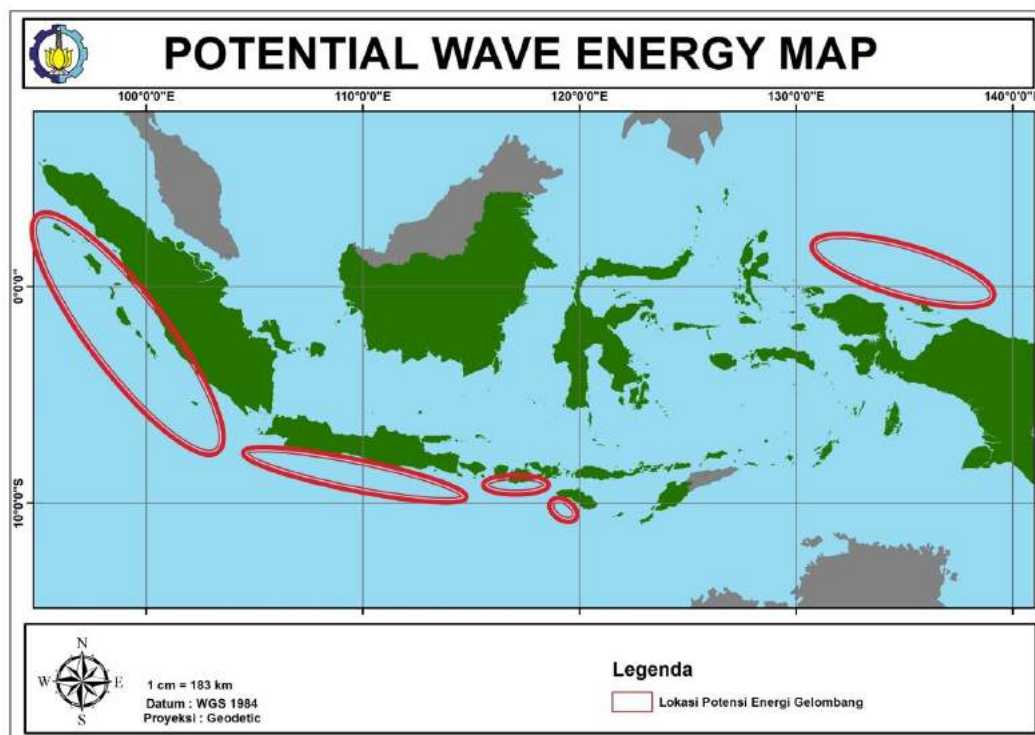 POTENTIAL WAVE ENERGY MAP
100°0'0"E 110°0'0"E 120°0'0"E 130°0'0"E 140°0'0"E
0°0'0"
10°0'0"S
N
W E
S
1 cm = 183 km
Datum : WGS 1984
Proyeksi : Geodetic
Legenda
Lokasi Potensi Energi Gelombang